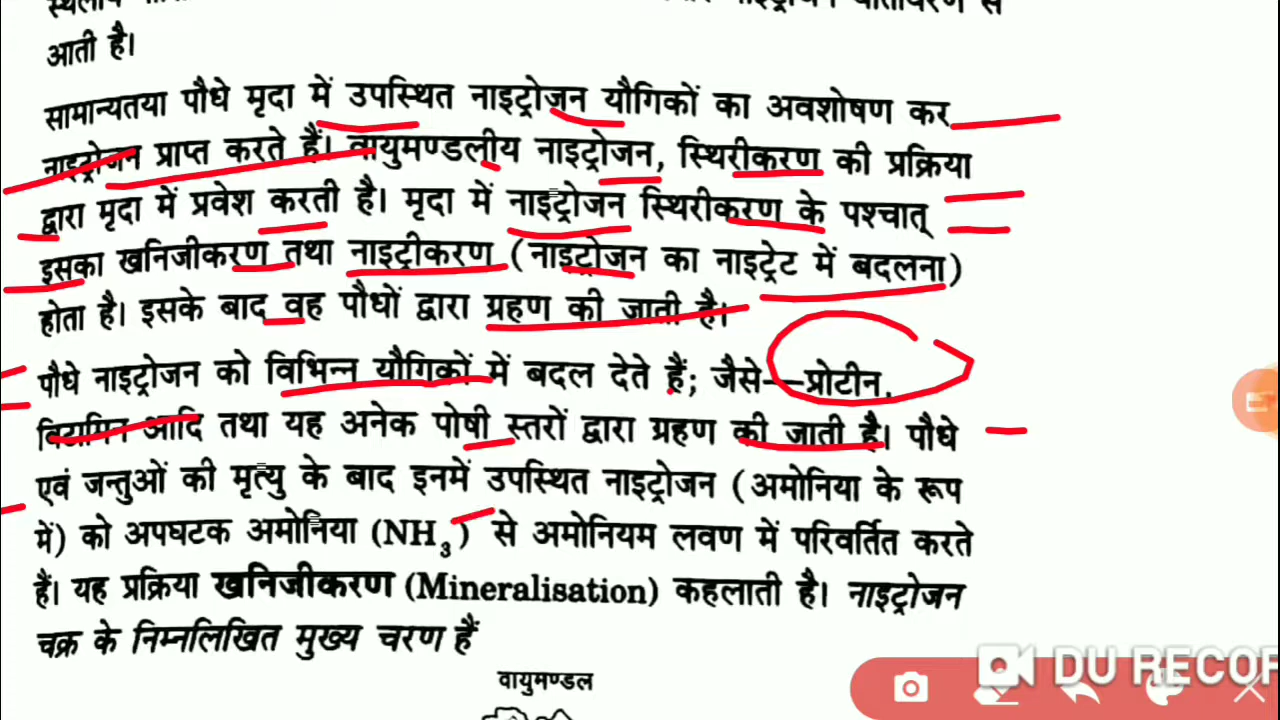 स्थलीय
आती है।
सामान्यतया पौधे मृदा में उपस्थित नाइट्रोजन यौगिकों का अवशोषण कर
नाइट्रोजन प्राप्त करते हैं। वायुमण्डलीय नाइट्रोजन, स्थिरीकरण की प्रक्रिया
द्वारा मृदा में प्रवेश करती है। मृदा में नाइट्रोजन स्थिरीकरण के पश्चात्
इसका खनिजीकरण तथा नाइट्रीकरण (नाइट्रोजन का नाइट्रेट में बदलना)
होता है। इसके बाद वह पौधों द्वारा ग्रहण की जाती है।
पौधे नाइट्रोजन को विभिन्न यौगिकों में बदल देते हैं; जैसे—प्रोटीन,
विटामिन आदि तथा यह अनेक पोषी स्तरों द्वारा ग्रहण की जाती है। पौधे
एवं जन्तुओं की मृत्यु के बाद इनमें उपस्थित नाइट्रोजन (अमोनिया के रूप
में) को अपघटक अमोनिया (NH₃) से अमोनियम लवण में परिवर्तित करते
हैं। यह प्रक्रिया खनिजीकरण (Mineralisation) कहलाती है। नाइट्रोजन
चक्र के निम्नलिखित मुख्य चरण हैं
वायुमण्डल
DU RECOR